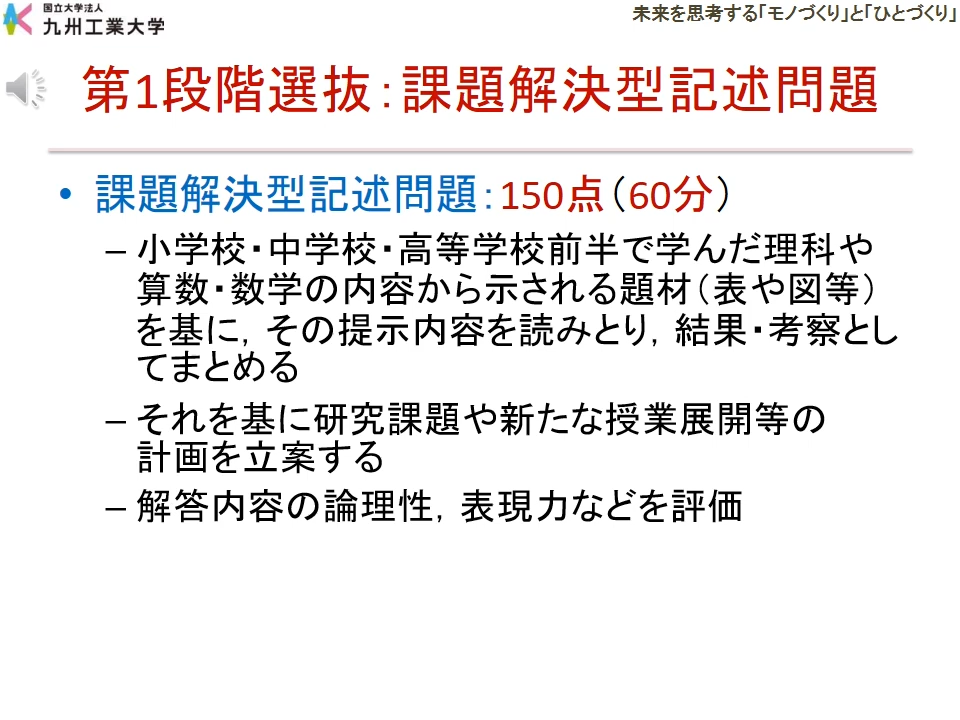 国立大学法人
九州工業大学
未来を思考する「モノづくり」と「ひとづくり」
第1段階選抜：課題解決型記述問題
• 課題解決型記述問題：150点（60分）
– 小学校・中学校・高等学校前半で学んだ理科や
算数・数学の内容から示される題材（表や図等）
を基に，その提示内容を読みとり，結果・考察とし
てまとめる
– それを基に研究課題や新たな授業展開等の
計画を立案する
– 解答内容の論理性，表現力などを評価